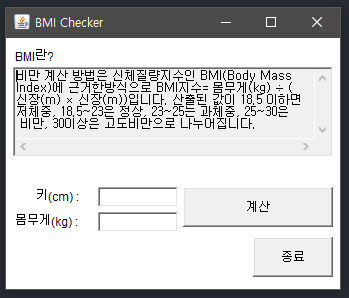 BMI Checker
BMI란?
비만 계산 방법은 신체질량지수인 BMI(Body Mass
Index)에 근거한방식으로 BMI지수= 몸무게(kg) ÷ (
신장(m) × 신장(m))입니다. 산출된 값이 18.5 이하면
저체중, 18.5~23은 정상, 23~25는 과체중, 25~30은
비만, 30이상은 고도비만으로 나누어집니다.
키(cm) :
몸무게(kg) :
계산
종료